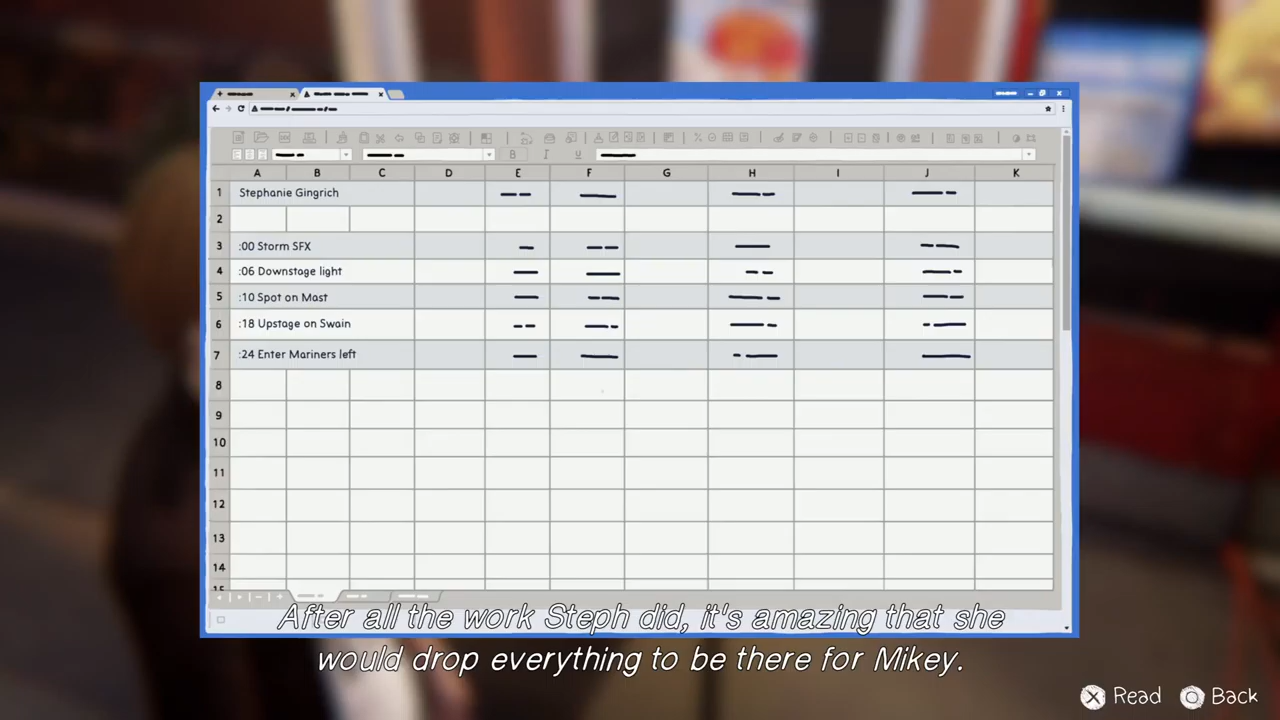 A B C D E F G H I J K
1 Stephanie Gingrich
2
3 :00 Storm SFX
4 :06 Downstage light
5 :10 Spot on Mast
6 :18 Upstage on Swain
7 :24 Enter Mariners left
8
9
10
11
12
13
14
15
After all the work Steph did, it's amazing that she
would drop everything to be there for Mikey.
Read Back